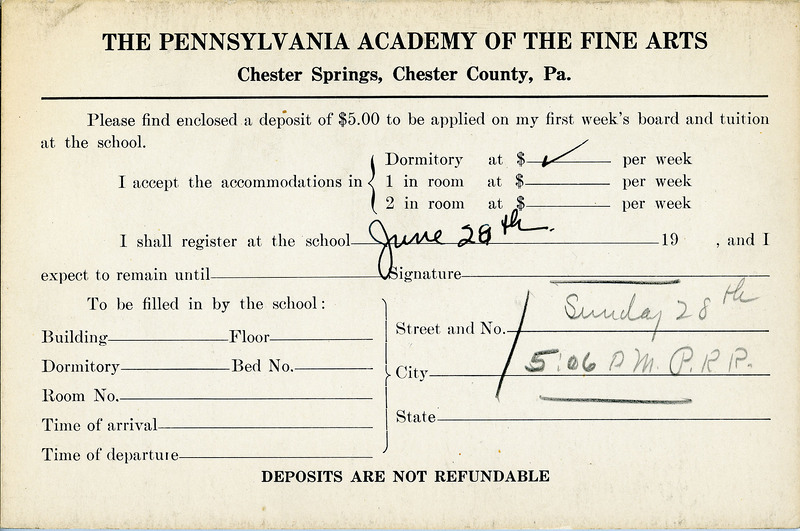 THE PENNSYLVANIA ACADEMY OF THE FINE ARTS
Chester Springs, Chester County, Pa.
Please find enclosed a deposit of $5.00 to be applied on my first week's board and tuition
at the school.
I accept the accommodations in
Dormitory at $ ✓ per week
1 in room at $ per week
2 in room at $ per week
I shall register at the school June 28th. 19 , and I
expect to remain until Signature
To be filled in by the school:
Building Floor
Dormitory Bed No.
Room No.
Time of arrival
Time of departure
Street and No. Sunday 28th
City 5:06 P.M. P.R.R.
State
DEPOSITS ARE NOT REFUNDABLE